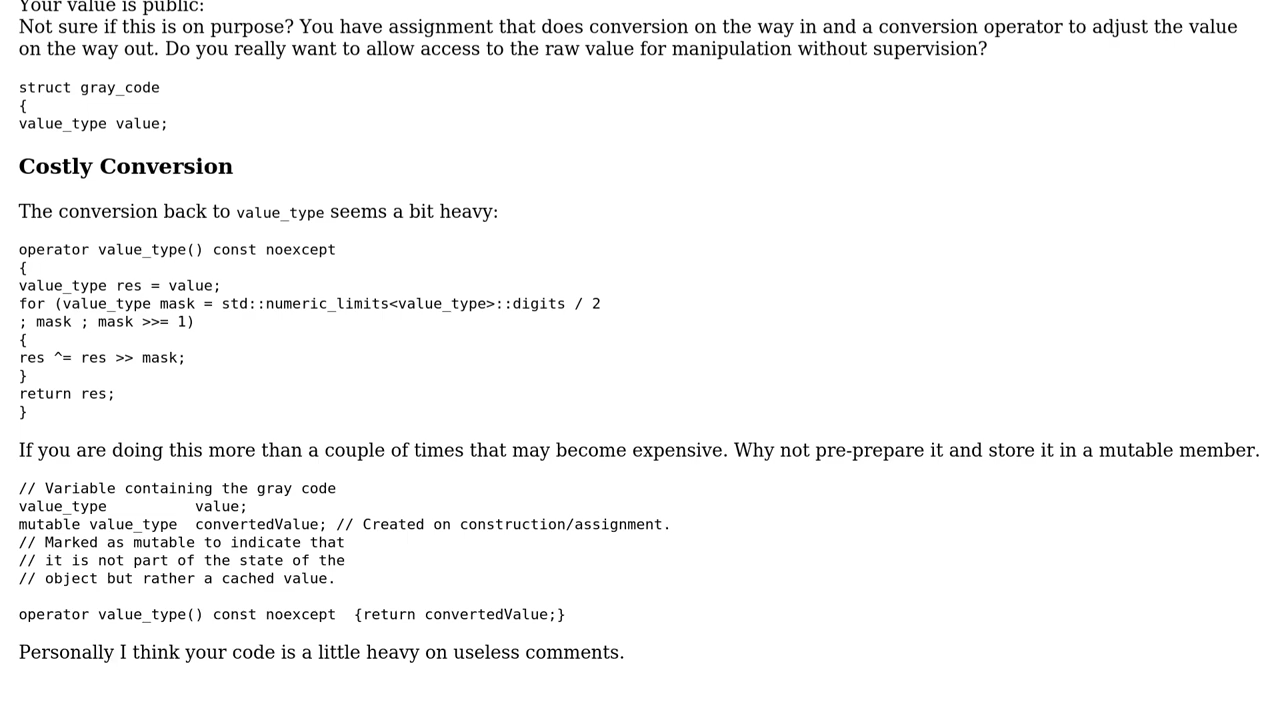 Your value is public:
Not sure if this is on purpose? You have assignment that does conversion on the way in and a conversion operator to adjust the value
on the way out. Do you really want to allow access to the raw value for manipulation without supervision?
struct gray_code
{
value_type value;
Costly Conversion
The conversion back to value_type seems a bit heavy:
operator value_type() const noexcept
{
value_type res = value;
for (value_type mask = std::numeric_limits<value_type>::digits / 2
; mask ; mask >>= 1)
{
res ^= res >> mask;
}
return res;
}
If you are doing this more than a couple of times that may become expensive. Why not pre-prepare it and store it in a mutable member.
// Variable containing the gray code
value_type          value;
mutable value_type  convertedValue; // Created on construction/assignment.
// Marked as mutable to indicate that
// it is not part of the state of the
// object but rather a cached value.
operator value_type() const noexcept  {return convertedValue;}
Personally I think your code is a little heavy on useless comments.